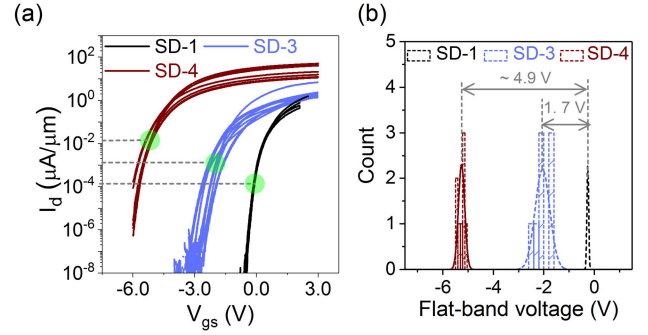 (a)
SD-1 SD-3
SD-4
10²
10⁰
10⁻²
10⁻⁴
10⁻⁶
10⁻⁸
I_d (μA/μm)
-6.0 -3.0 0.0 3.0
V_gs (V)
(b)
SD-1 SD-3 SD-4
~ 4.9 V
1. 7 V
5
4
3
2
1
0
Count
-6 -4 -2 0
Flat-band voltage (V)